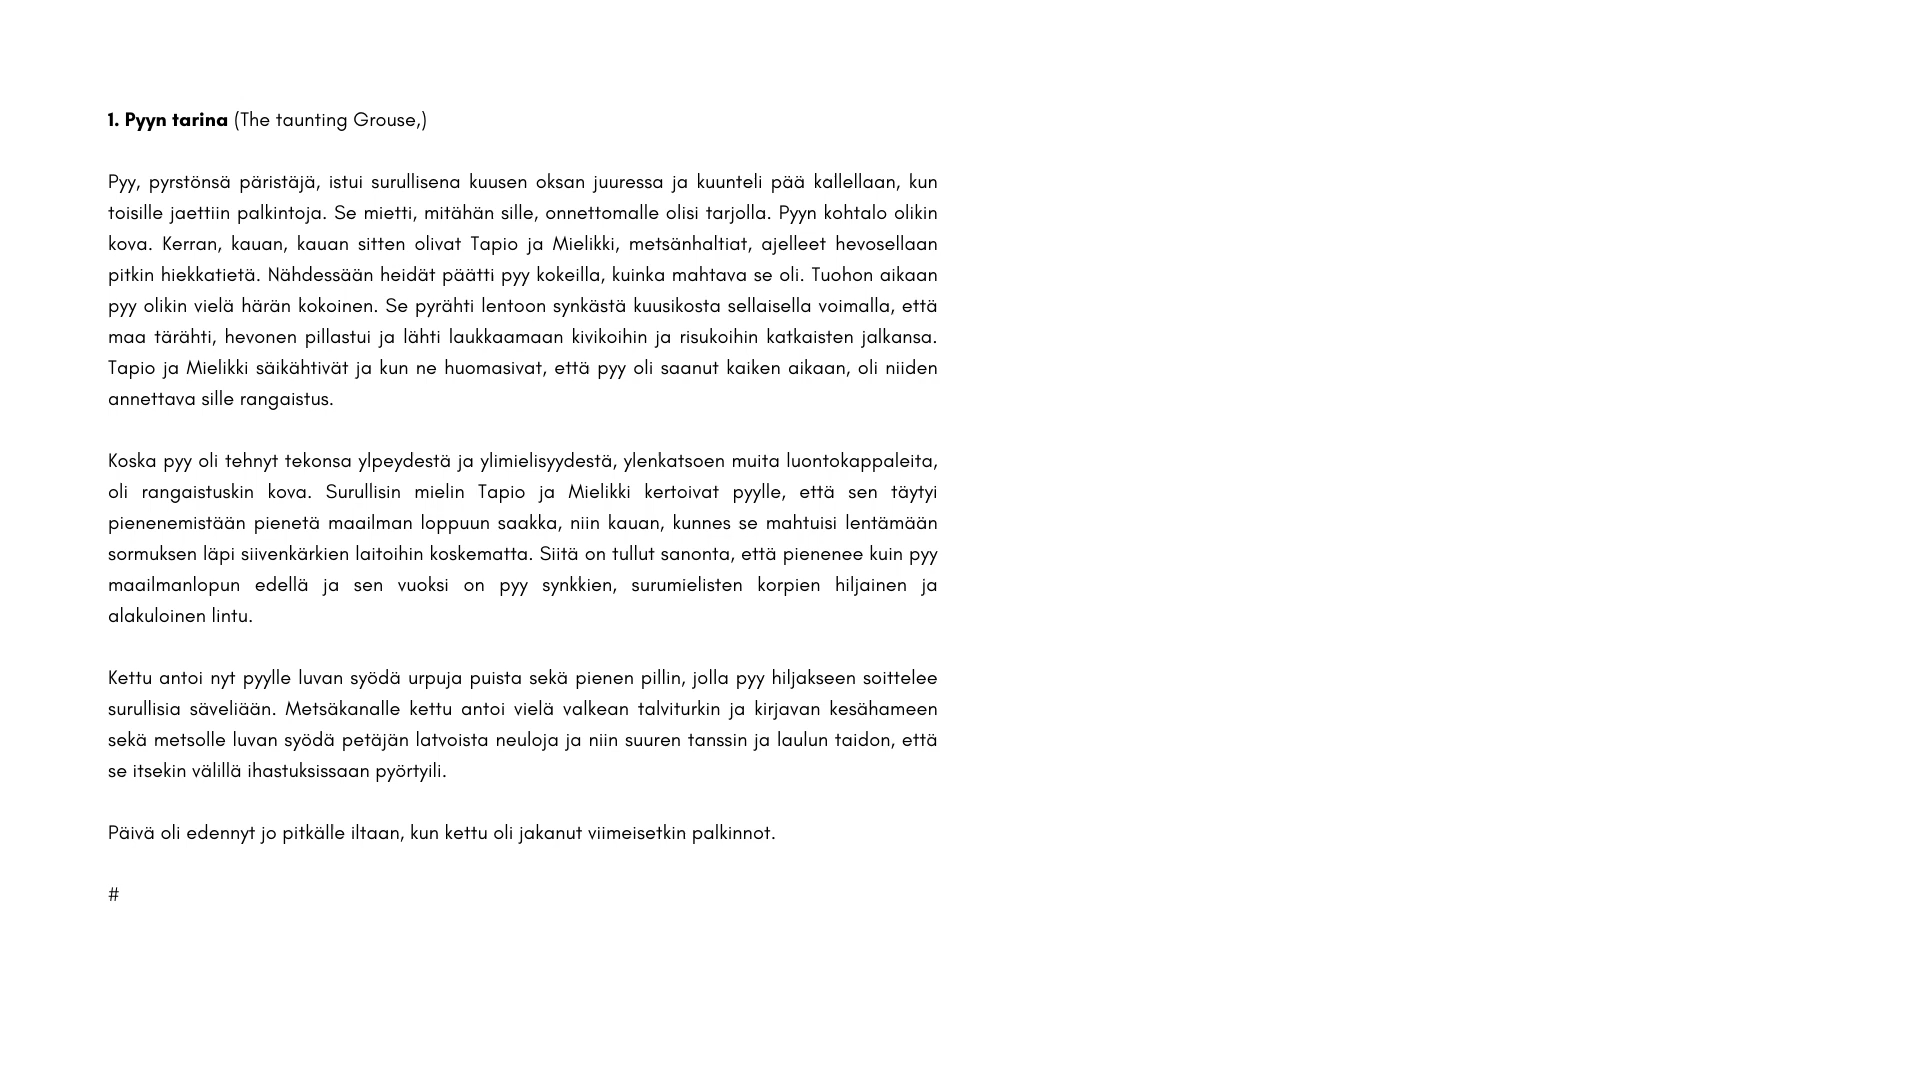 1. Pyyn tarina (The taunting Grouse,)
Pyy, pyrstönsä päristäjä, istui surullisena kuusen oksan juuressa ja kuunteli pää kallellaan, kun
toisille jaettiin palkintoja. Se mietti, mitähän sille, onnettomalle olisi tarjolla. Pyyn kohtalo olikin
kova. Kerran, kauan, kauan sitten olivat Tapio ja Mielikki, metsänhaltiat, ajelleet hevosellaan
pitkin hiekkatietä. Nähdessään heidät päätti pyy kokeilla, kuinka mahtava se oli. Tuohon aikaan
pyy olikin vielä härän kokoinen. Se pyrähti lentoon synkästä kuusikosta sellaisella voimalla, että
maa tärähti, hevonen pillastui ja lähti laukkaamaan kivikoihin ja risukoihin katkaisten jalkansa.
Tapio ja Mielikki säikähtivät ja kun ne huomasivat, että pyy oli saanut kaiken aikaan, oli niiden
annettava sille rangaistus.
Koska pyy oli tehnyt tekonsa ylpeydestä ja ylimielisyydestä, ylenkatsoen muita luontokappaleita,
oli rangaistuskin kova. Surullisin mielin Tapio ja Mielikki kertoivat pyylle, että sen täytyi
pienenemistään pienetä maailman loppuun saakka, niin kauan, kunnes se mahtuisi lentämään
sormuksen läpi siivenkärkien laitoihin koskematta. Siitä on tullut sanonta, että pienenee kuin pyy
maailmanlopun edellä ja sen vuoksi on pyy synkkien, surumielisten korpien hiljainen ja
alakuloinen lintu.
Kettu antoi nyt pyylle luvan syödä urpuja puista sekä pienen pillin, jolla pyy hiljakseen soittelee
surullisia säveliään. Metsäkanalle kettu antoi vielä valkean talviturkin ja kirjavan kesähameen
sekä metsolle luvan syödä petäjän latvoista neuloja ja niin suuren tanssin ja laulun taidon, että
se itsekin välillä ihastuksissaan pyörtyili.
Päivä oli edennyt jo pitkälle iltaan, kun kettu oli jakanut viimeisetkin palkinnot.
#